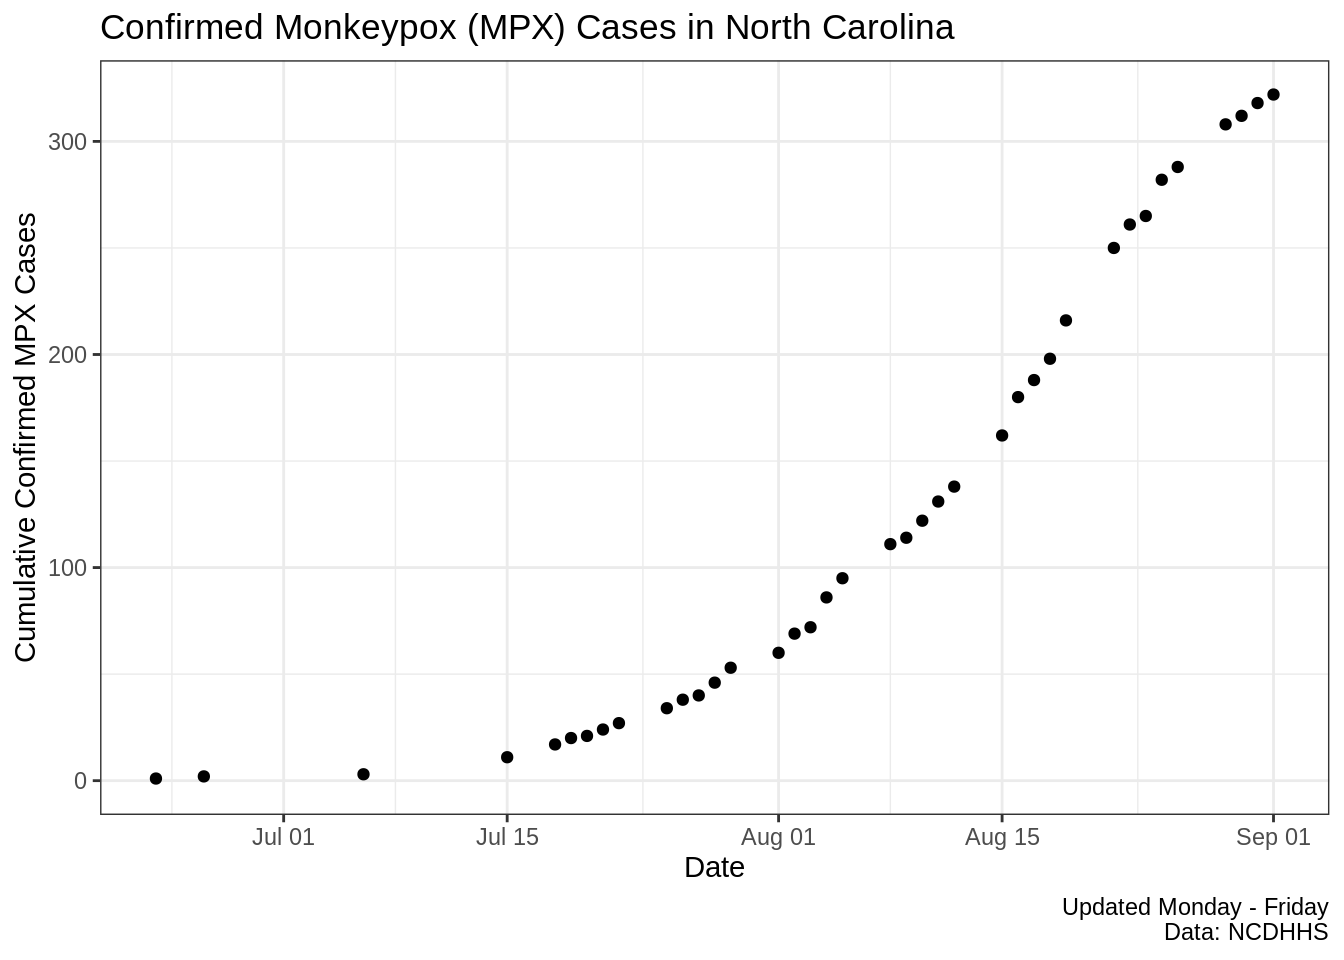 Confirmed Monkeypox (MPX) Cases in North Carolina
Cumulative Confirmed MPX Cases
300
200
100
0
Jul 01
Jul 15
Aug 01
Aug 15
Sep 01
Date
Updated Monday - Friday
Data: NCDHHS